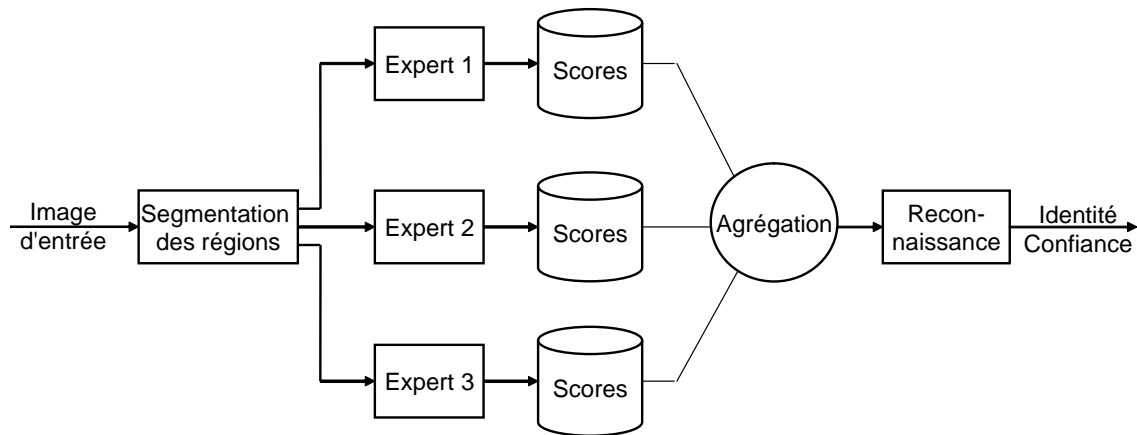 Expert 1
Scores
Image
d'entrée
Segmentation
des régions
Expert 2
Scores
Agrégation
Recon-
naissance
Identité
Confiance
Expert 3
Scores